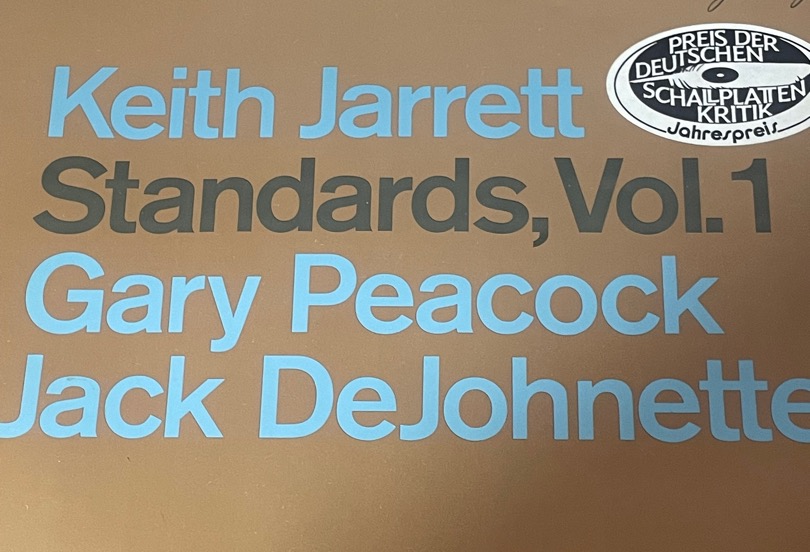 PREIS DER
DEUTSCHEN
SCHALLPLATTEN
KRITIK
Jahrespreis
Keith Jarrett
Standards, Vol. 1
Gary Peacock
Jack DeJohnette